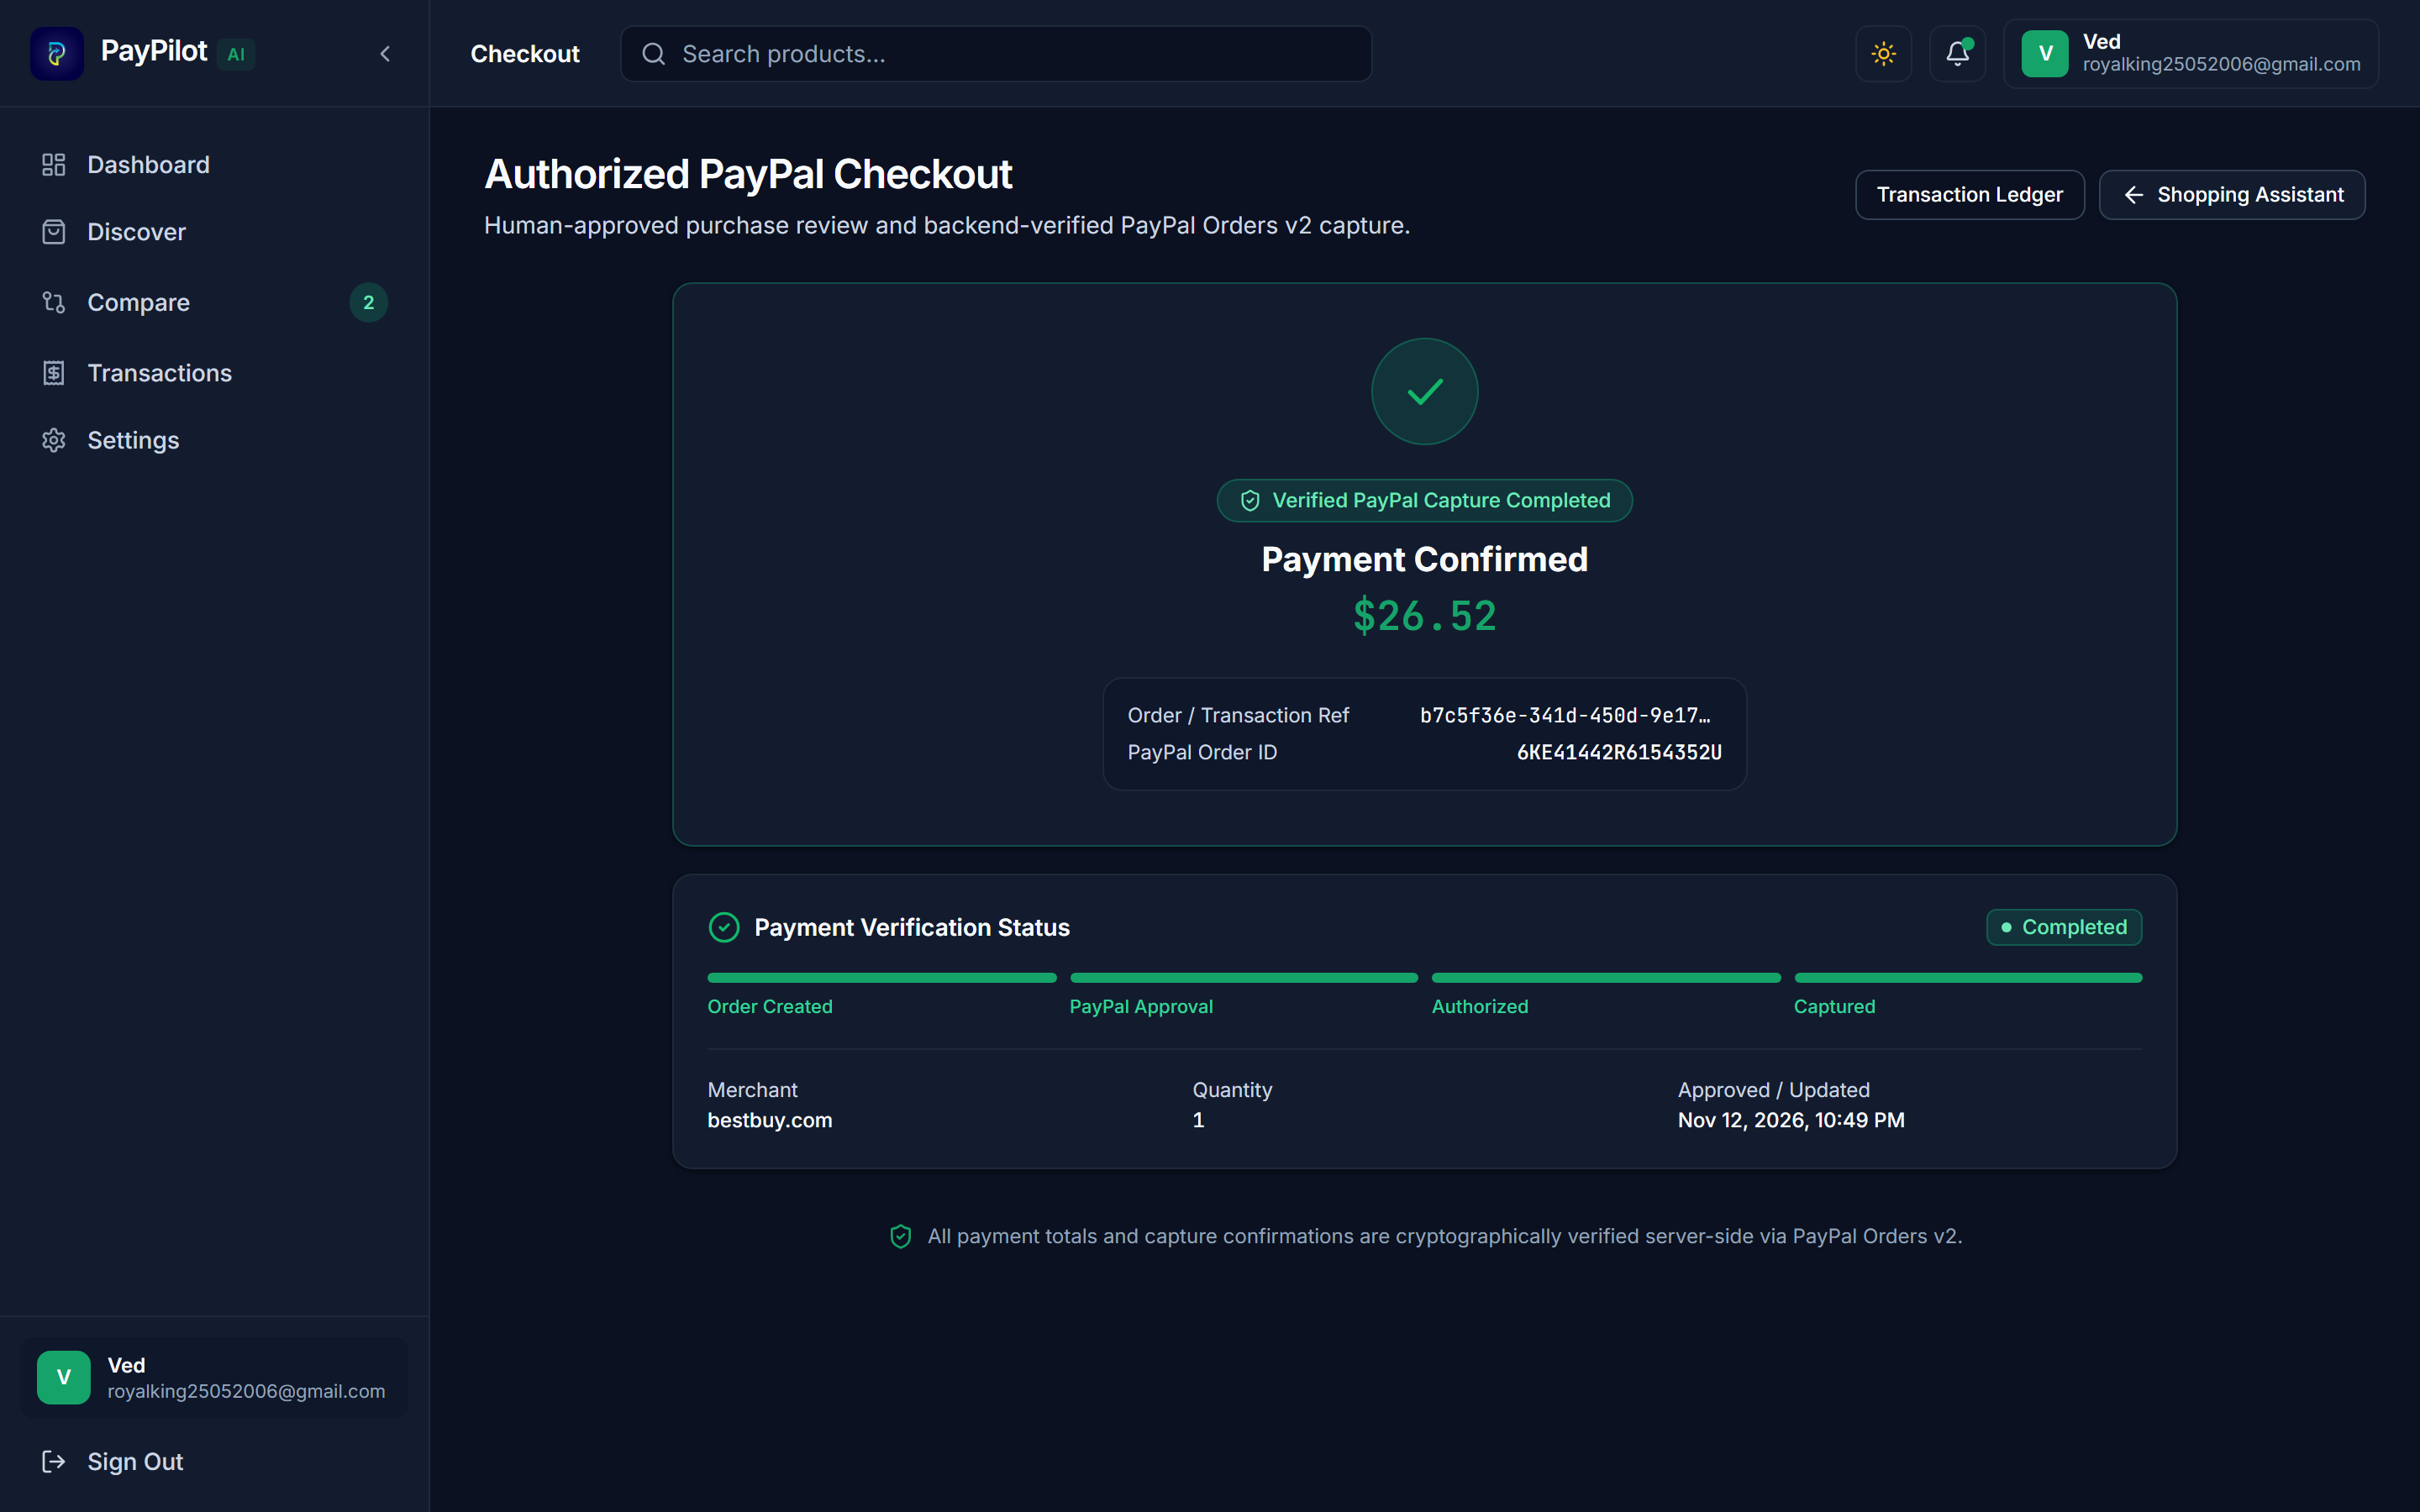 PayPilot AI
Dashboard
Discover
Compare 2
Transactions
Settings
V
Ved
royalking25052006@gmail.com
Sign Out
Checkout
Search products...
V
Ved
royalking25052006@gmail.com
Authorized PayPal Checkout
Human-approved purchase review and backend-verified PayPal Orders v2 capture.
Transaction Ledger
Shopping Assistant
Verified PayPal Capture Completed
Payment Confirmed
$26.52
Order / Transaction Ref b7c5f36e-341d-450d-9e17…
PayPal Order ID 6KE41442R6154352U
Payment Verification Status
Completed
Order Created
PayPal Approval
Authorized
Captured
Merchant
bestbuy.com
Quantity
1
Approved / Updated
Nov 12, 2026, 10:49 PM
All payment totals and capture confirmations are cryptographically verified server-side via PayPal Orders v2.